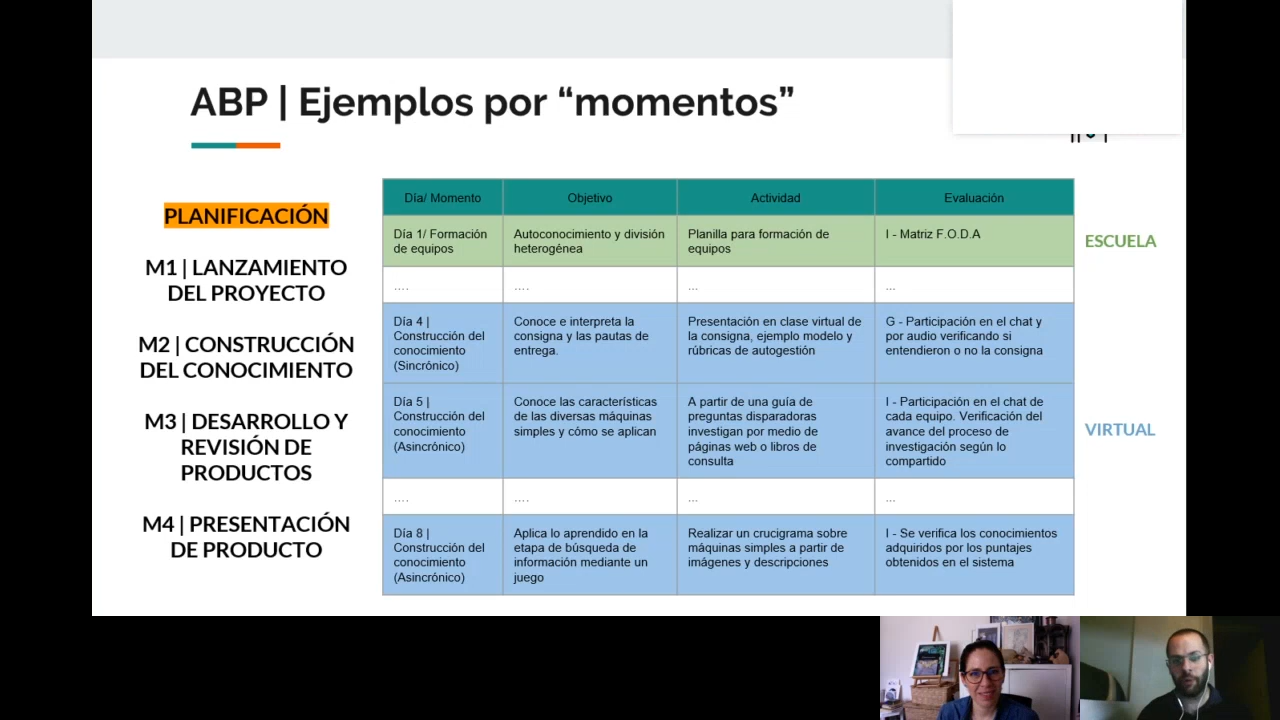 ABP | Ejemplos por “momentos”
PLANIFICACIÓN
M1 | LANZAMIENTO
DEL PROYECTO
M2 | CONSTRUCCIÓN
DEL CONOCIMIENTO
M3 | DESARROLLO Y
REVISIÓN DE
PRODUCTOS
M4 | PRESENTACIÓN
DE PRODUCTO
Día/ Momento
Objetivo
Actividad
Evaluación
Día 1/ Formación
de equipos
Autoconocimiento y división
heterogénea
Planilla para formación de
equipos
I - Matriz F.O.D.A
....
....
...
...
Día 4 |
Construcción del
conocimiento
(Sincrónico)
Conoce e interpreta la
consigna y las pautas de
entrega.
Presentación en clase virtual de
la consigna, ejemplo modelo y
rúbricas de autogestión
G - Participación en el chat y
por audio verificando si
entendieron o no la consigna
Día 5 |
Construcción del
conocimiento
(Asincrónico)
Conoce las características
de las diversas máquinas
simples y cómo se aplican
A partir de una guía de
preguntas disparadoras
investigan por medio de
páginas web o libros de
consulta
I - Participación en el chat de
cada equipo. Verificación del
avance del proceso de
investigación según lo
compartido
....
....
...
...
Día 8 |
Construcción del
conocimiento
(Asincrónico)
Aplica lo aprendido en la
etapa de búsqueda de
información mediante un
juego
Realizar un crucigrama sobre
máquinas simples a partir de
imágenes y descripciones
I - Se verifica los conocimientos
adquiridos por los puntajes
obtenidos en el sistema
ESCUELA
VIRTUAL